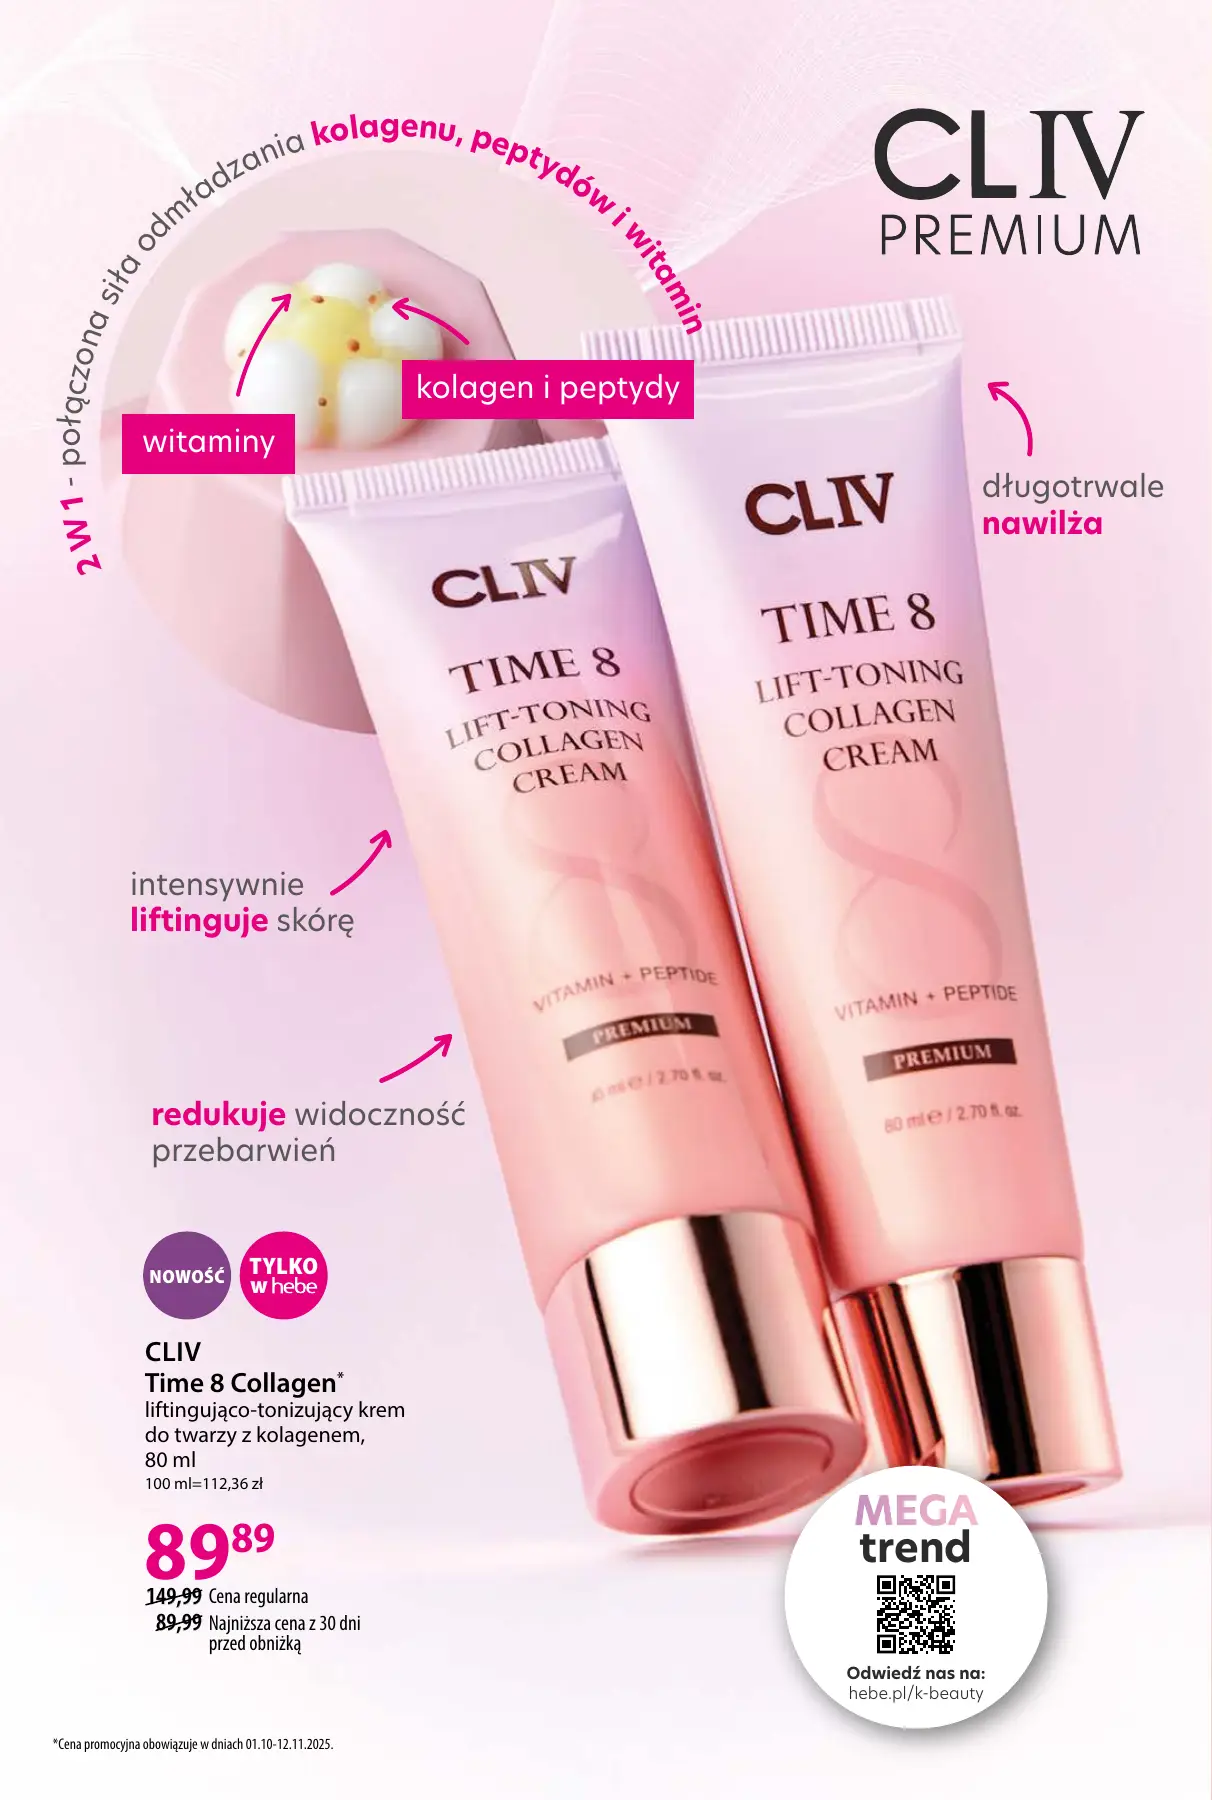 2 W 1 - połączona siła odmładzania kolagenu, peptydów i witamin
CLIV
PREMIUM
kolagen i peptydy
witaminy
długotrwale
nawilża
CLIV
TIME 8
LIFT-TONING
COLLAGEN
CREAM
VITAMIN + PEPTIDE
PREMIUM
80 ml e / 2.70 fl. oz.
CLIV
TIME 8
LIFT-TONING
COLLAGEN
CREAM
VITAMIN + PEPTIDE
PREMIUM
ml e / 2.70 fl. oz.
intensywnie
liftinguje skórę
redukuje widoczność
przebarwień
NOWOŚĆ
TYLKO
w hebe
CLIV
Time 8 Collagen*
liftingująco-tonizujący krem
do twarzy z kolagenem,
80 ml
100 ml=112,36 zł
89 89
149,99 Cena regularna
89,99 Najniższa cena z 30 dni
przed obniżką
MEGA
trend
Odwiedź nas na:
hebe.pl/k-beauty
*Cena promocyjna obowiązuje w dniach 01.10-12.11.2025.